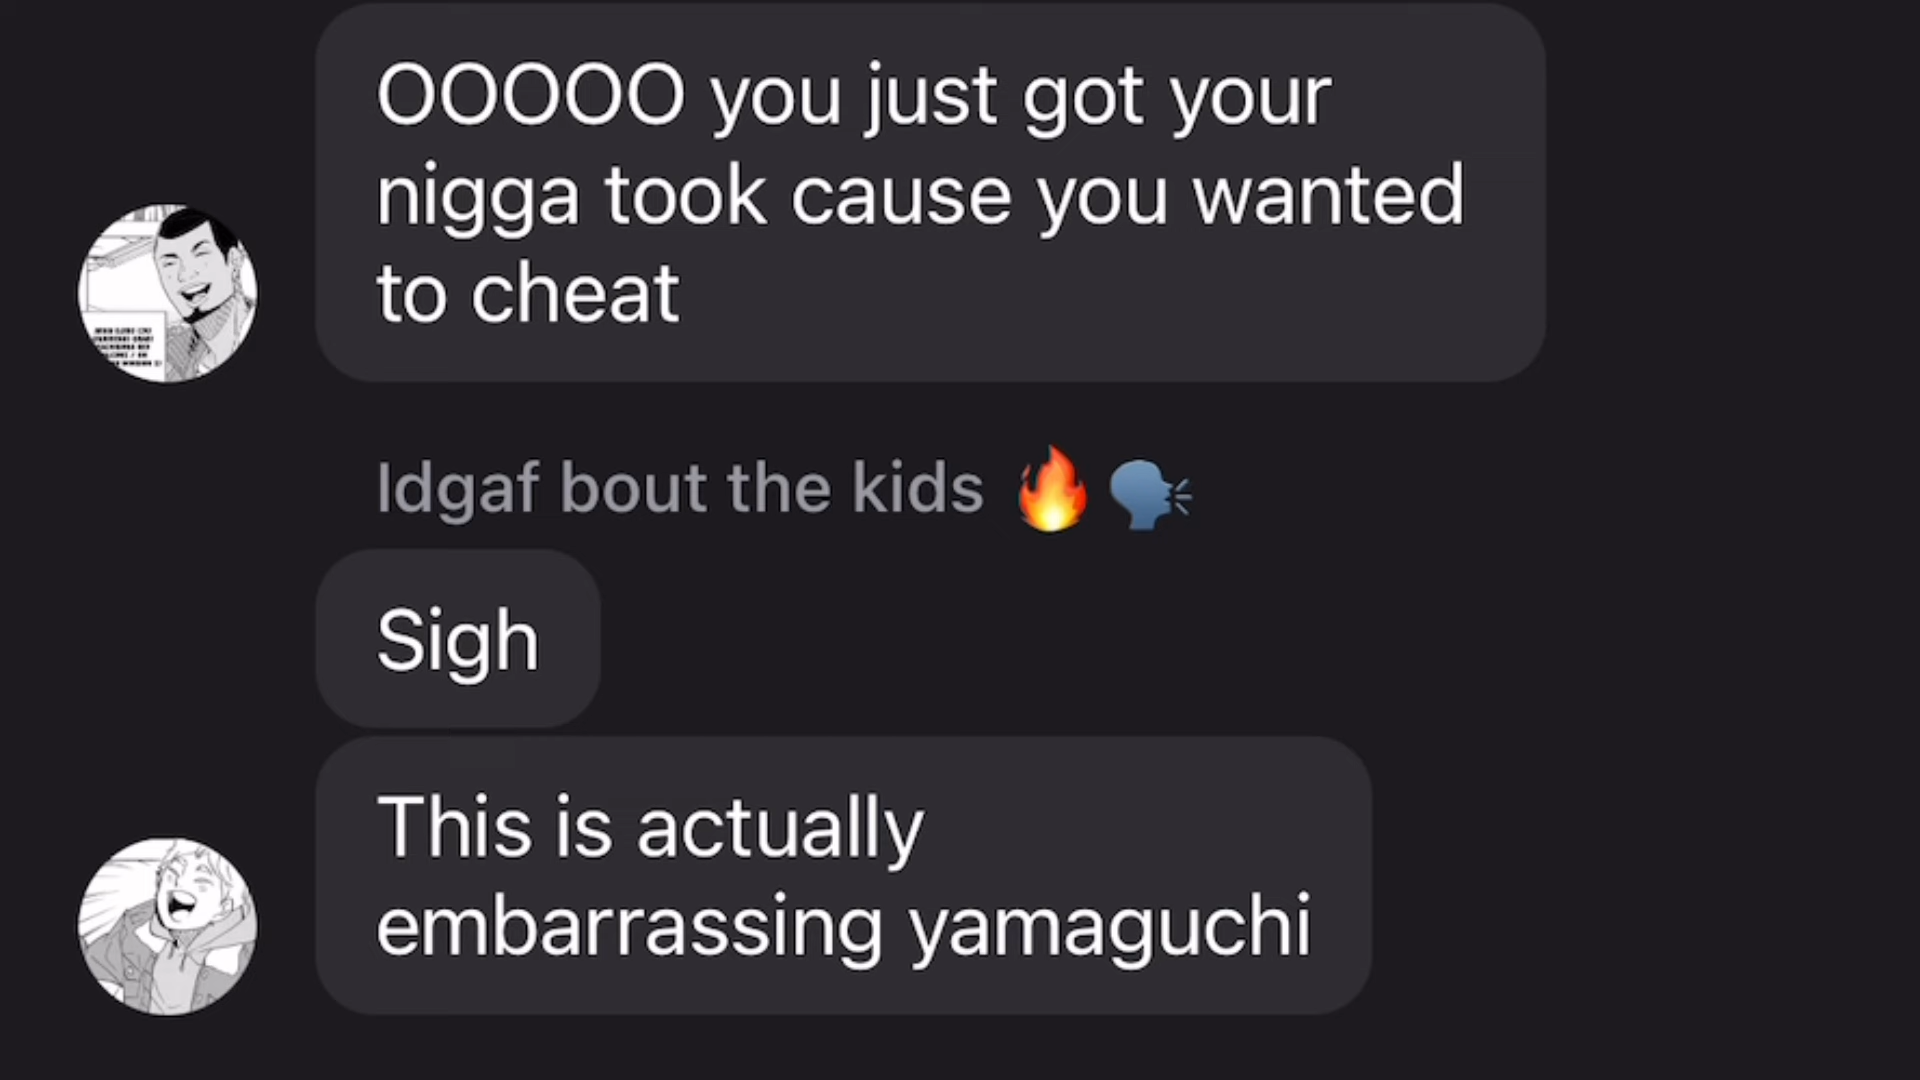 OOOOO you just got your
nigga took cause you wanted
to cheat
Idgaf bout the kids 🔥🗣️
Sigh
This is actually
embarrassing yamaguchi